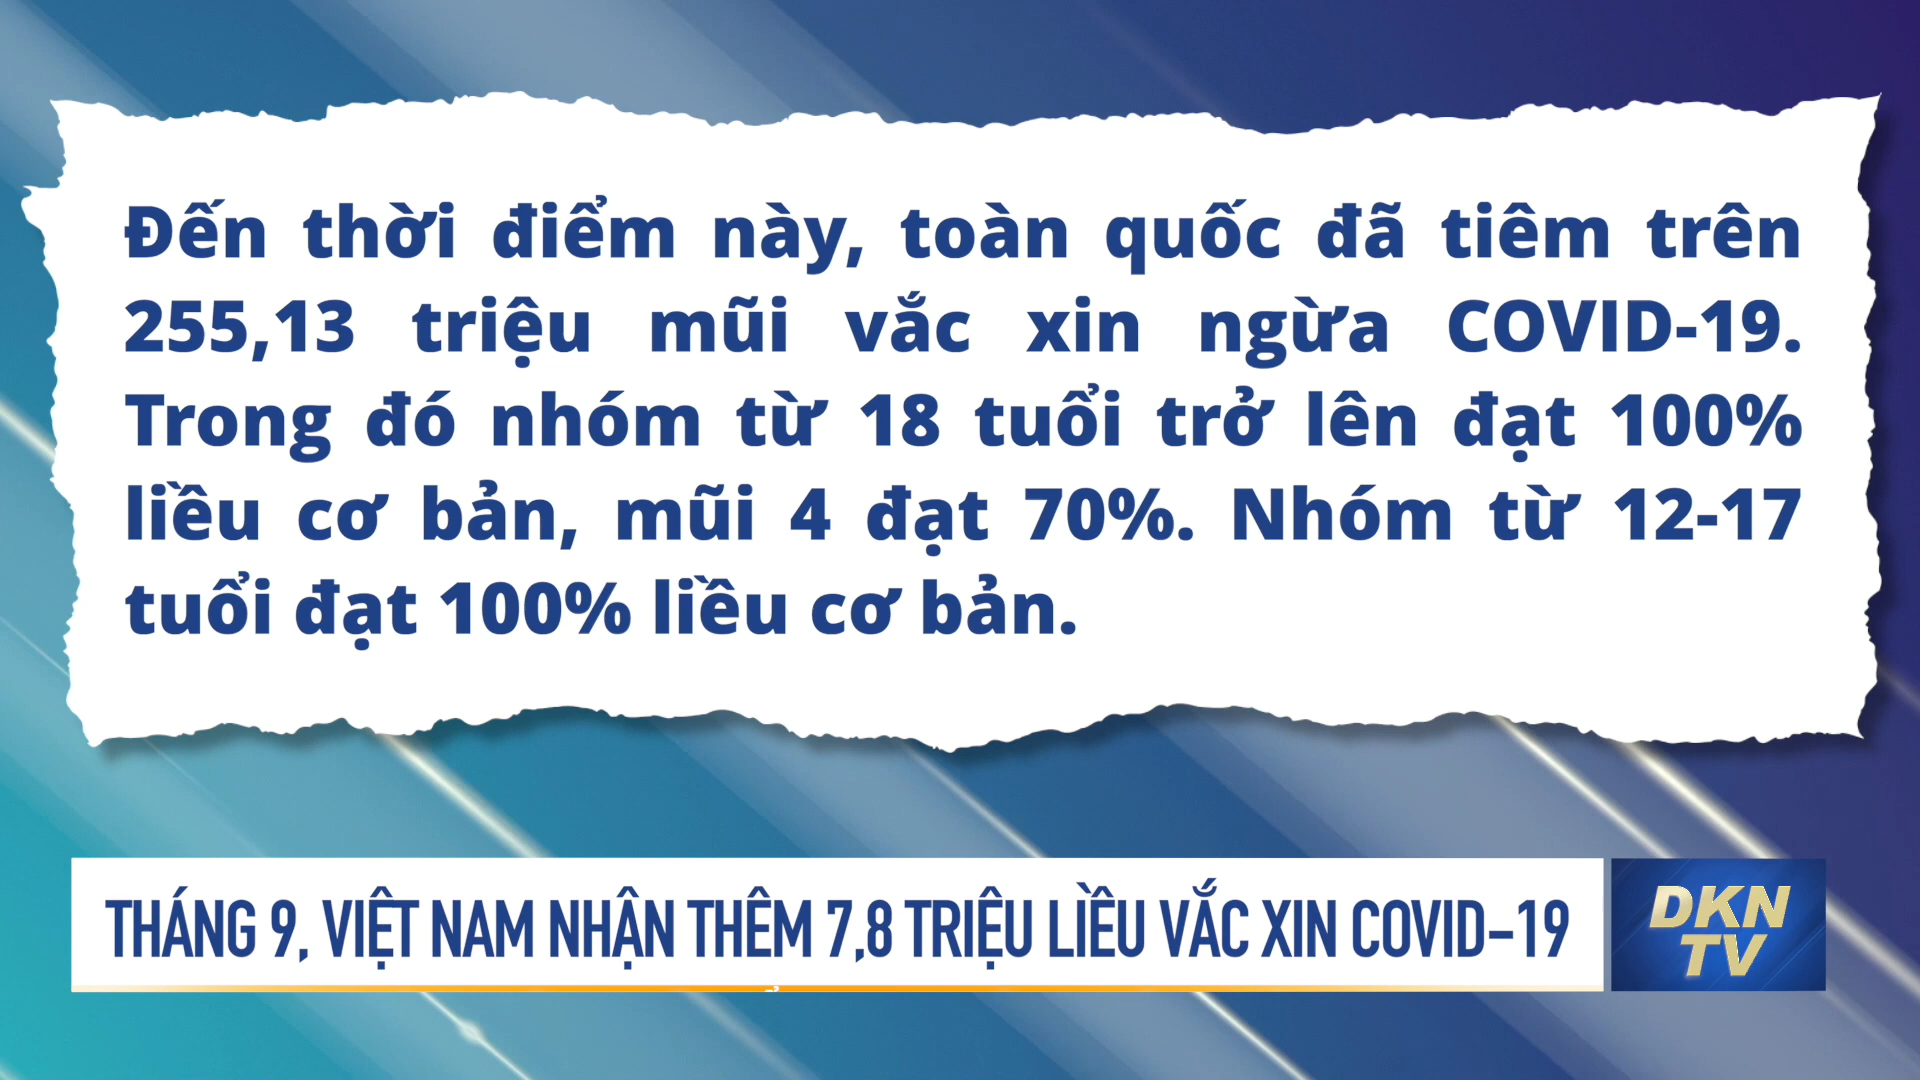 Đến thời điểm này, toàn quốc đã tiêm trên
255,13 triệu mũi vắc xin ngừa COVID-19.
Trong đó nhóm từ 18 tuổi trở lên đạt 100%
liều cơ bản, mũi 4 đạt 70%. Nhóm từ 12-17
tuổi đạt 100% liều cơ bản.
THÁNG 9, VIỆT NAM NHẬN THÊM 7,8 TRIỆU LIỀU VẮC XIN COVID-19
DKN
TV